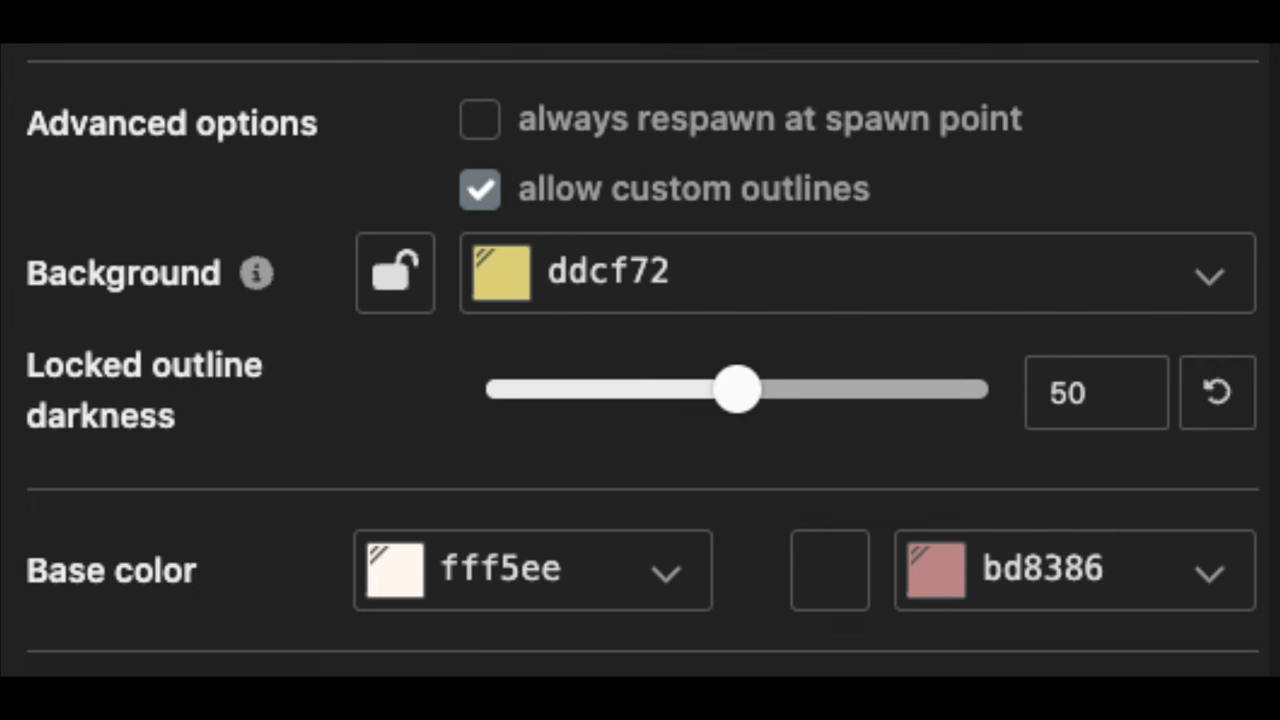 Advanced options
always respawn at spawn point
allow custom outlines
Background
ddcf72
Locked outline
darkness
50
Base color
fff5ee
bd8386